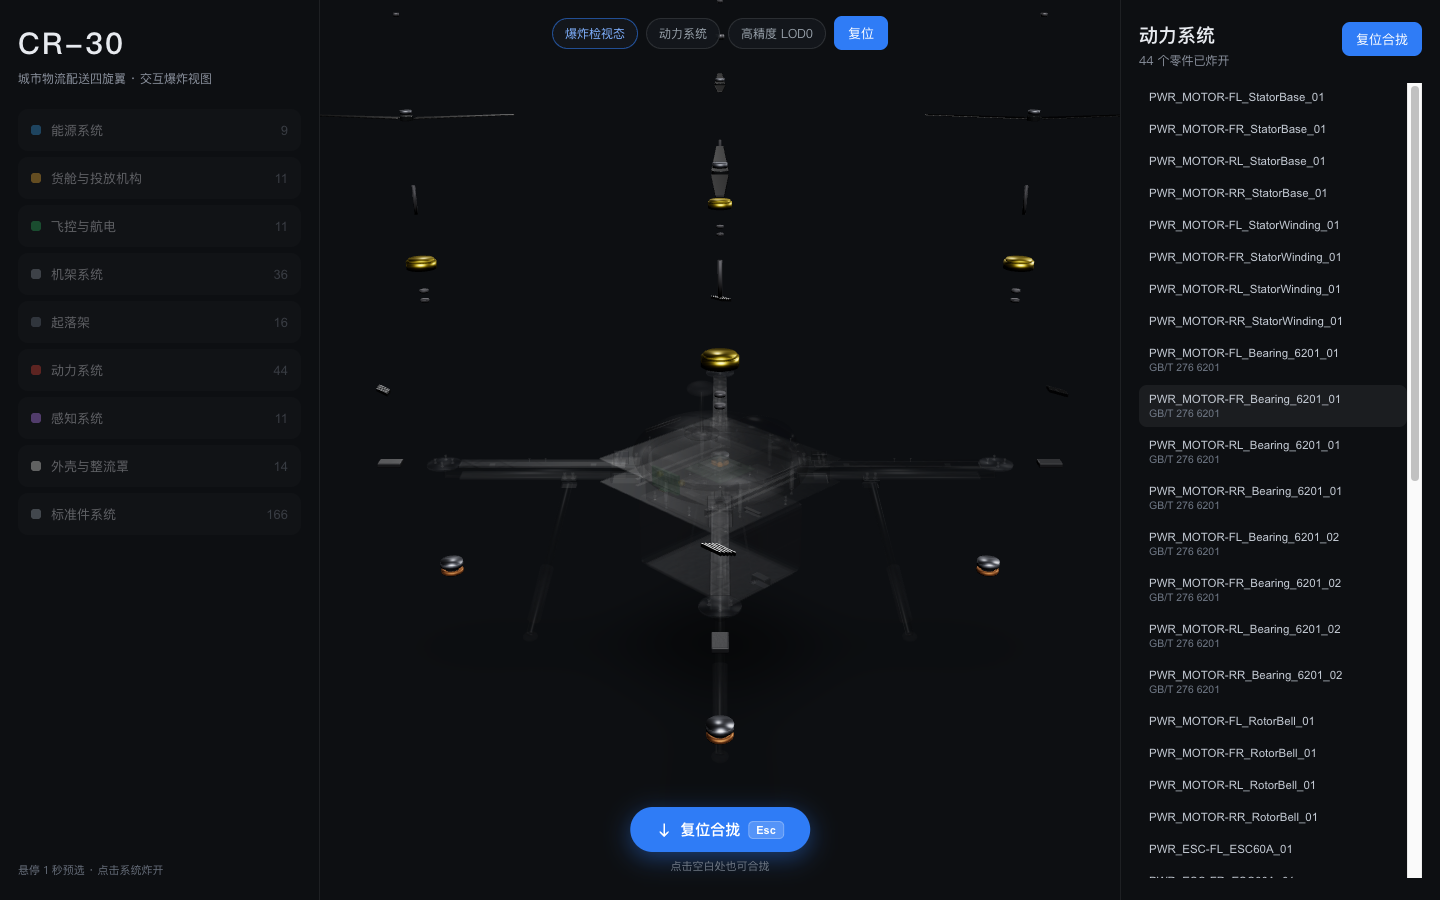 CR-30
城市物流配送四旋翼 · 交互爆炸视图
能源系统 9
货舱与投放机构 11
飞控与航电 11
机架系统 36
起落架 16
动力系统 44
感知系统 11
外壳与整流罩 14
标准件系统 166
悬停 1 秒预选 · 点击系统炸开
爆炸检视态
动力系统
高精度 LOD0
复位
↓ 复位合拢 Esc
点击空白处也可合拢
动力系统
44 个零件已炸开
复位合拢
PWR_MOTOR-FL_StatorBase_01
PWR_MOTOR-FR_StatorBase_01
PWR_MOTOR-RL_StatorBase_01
PWR_MOTOR-RR_StatorBase_01
PWR_MOTOR-FL_StatorWinding_01
PWR_MOTOR-FR_StatorWinding_01
PWR_MOTOR-RL_StatorWinding_01
PWR_MOTOR-RR_StatorWinding_01
PWR_MOTOR-FL_Bearing_6201_01
GB/T 276 6201
PWR_MOTOR-FR_Bearing_6201_01
GB/T 276 6201
PWR_MOTOR-RL_Bearing_6201_01
GB/T 276 6201
PWR_MOTOR-RR_Bearing_6201_01
GB/T 276 6201
PWR_MOTOR-FL_Bearing_6201_02
GB/T 276 6201
PWR_MOTOR-FR_Bearing_6201_02
GB/T 276 6201
PWR_MOTOR-RL_Bearing_6201_02
GB/T 276 6201
PWR_MOTOR-RR_Bearing_6201_02
GB/T 276 6201
PWR_MOTOR-FL_RotorBell_01
PWR_MOTOR-FR_RotorBell_01
PWR_MOTOR-RL_RotorBell_01
PWR_MOTOR-RR_RotorBell_01
PWR_ESC-FL_ESC60A_01